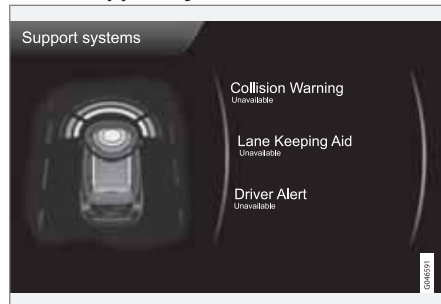 Support systems
Collision Warning
Unavailable
Lane Keeping Aid
Unavailable
Driver Alert
Unavailable
G046591